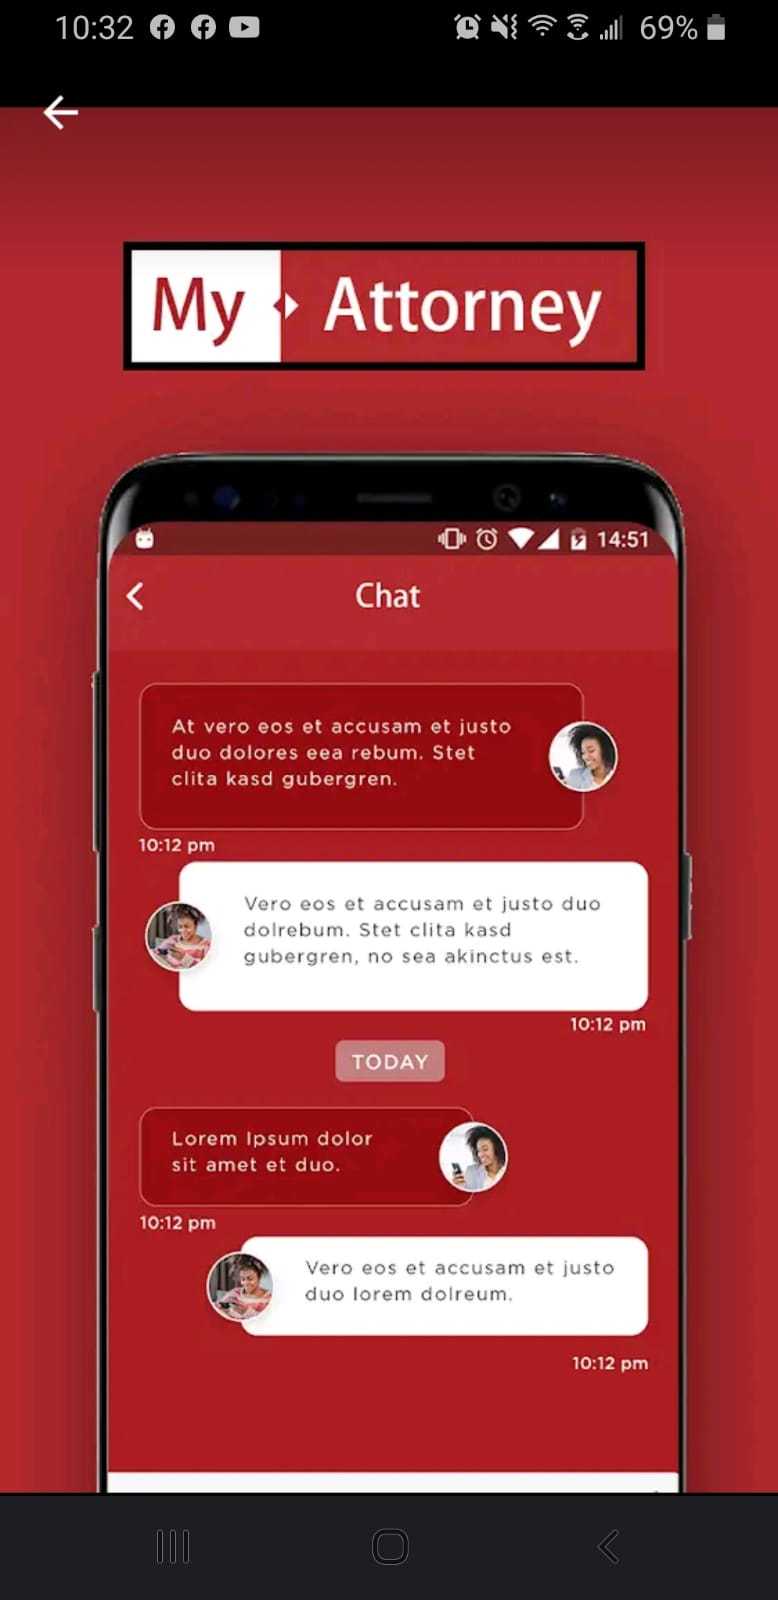 10:32
69%
My Attorney
14:51
Chat
At vero eos et accusam et justo
duo dolores eea rebum. Stet
clita kasd gubergren.
10:12 pm
Vero eos et accusam et justo duo
dolrebum. Stet clita kasd
gubergren, no sea akinctus est.
10:12 pm
TODAY
Lorem Ipsum dolor
sit amet et duo.
10:12 pm
Vero eos et accusam et justo
duo lorem dolreum.
10:12 pm